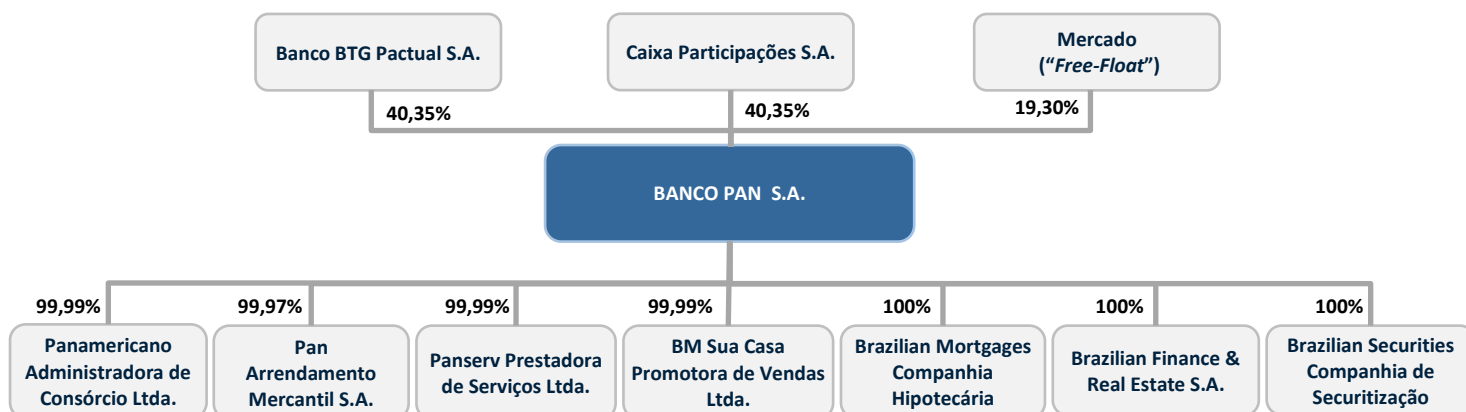 Banco BTG Pactual S.A.
Caixa Participações S.A.
Mercado
(“Free-Float”)
40,35%
40,35%
19,30%
BANCO PAN S.A.
99,99%
99,97%
99,99%
99,99%
100%
100%
100%
Panamericano
Administradora de
Consórcio Ltda.
Pan
Arrendamento
Mercantil S.A.
Panserv Prestadora
de Serviços Ltda.
BM Sua Casa
Promotora de Vendas
Ltda.
Brazilian Mortgages
Companhia
Hipotecária
Brazilian Finance &
Real Estate S.A.
Brazilian Securities
Companhia de
Securitização